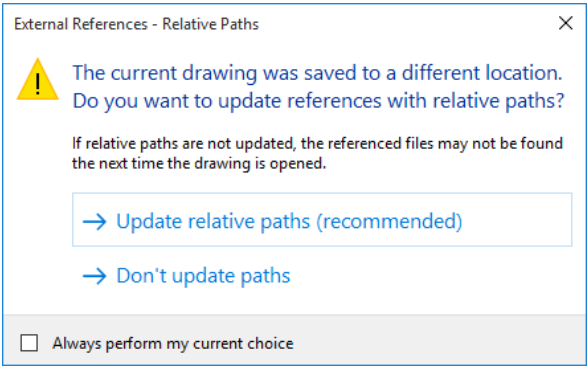 External References - Relative Paths
The current drawing was saved to a different location.
Do you want to update references with relative paths?
If relative paths are not updated, the referenced files may not be found
the next time the drawing is opened.
Update relative paths (recommended)
Don't update paths
Always perform my current choice